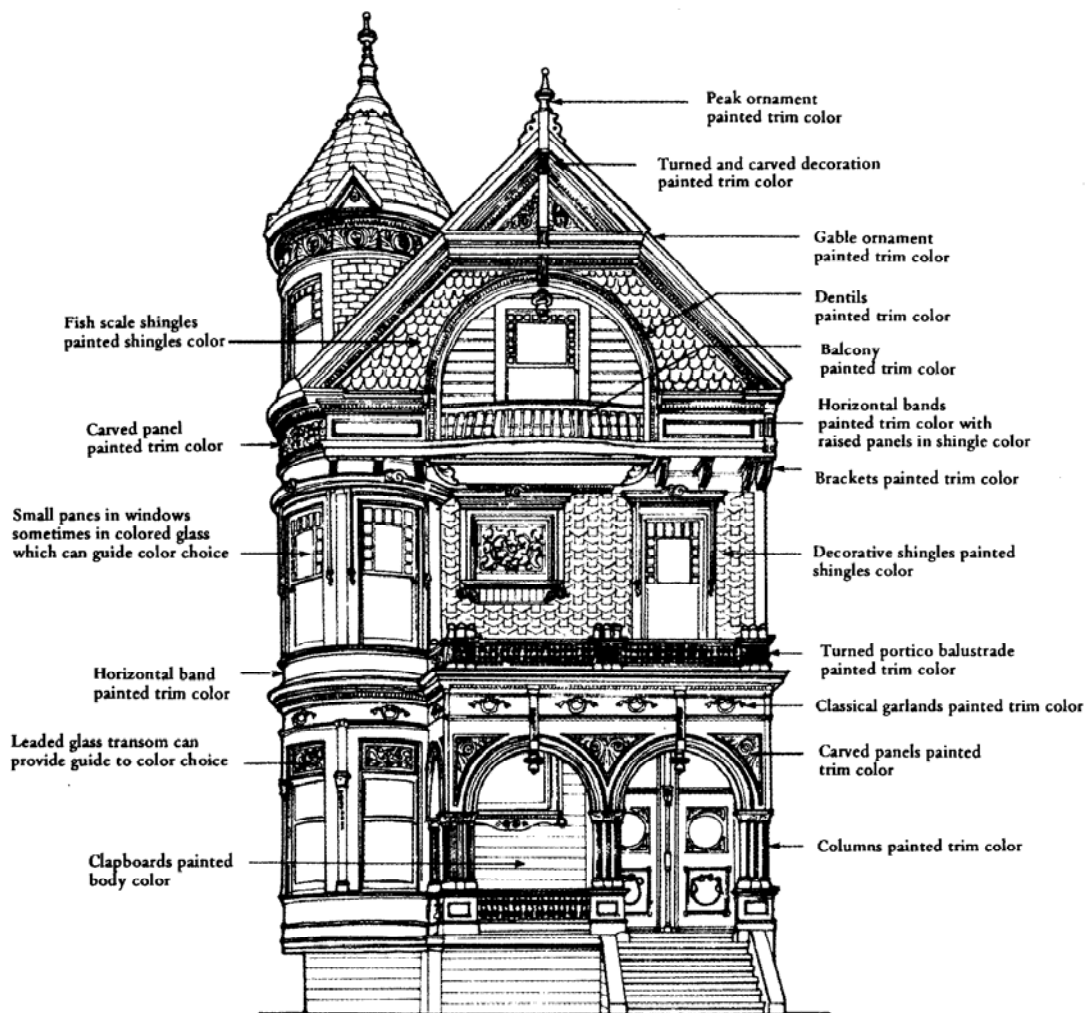 Peak ornament
painted trim color
Turned and carved decoration
painted trim color
Gable ornament
painted trim color
Dentils
painted trim color
Fish scale shingles
painted shingles color
Balcony
painted trim color
Horizontal bands
painted trim color with
raised panels in shingle color
Carved panel
painted trim color
Brackets painted trim color
Small panes in windows
sometimes in colored glass
which can guide color choice
Decorative shingles painted
shingles color
Turned portico balustrade
painted trim color
Horizontal band
painted trim color
Classical garlands painted trim color
Leaded glass transom can
provide guide to color choice
Carved panels painted
trim color
Columns painted trim color
Clapboards painted
body color